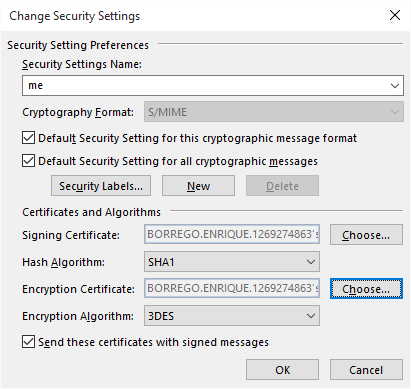 Change Security Settings
Security Setting Preferences
Security Settings Name:
me
Cryptography Format: S/MIME
Default Security Setting for this cryptographic message format
Default Security Setting for all cryptographic messages
Security Labels... New Delete
Certificates and Algorithms
Signing Certificate: BORREGO.ENRIQUE.1269274863's Choose...
Hash Algorithm: SHA1
Encryption Certificate: BORREGO.ENRIQUE.1269274863's Choose...
Encryption Algorithm: 3DES
Send these certificates with signed messages
OK Cancel